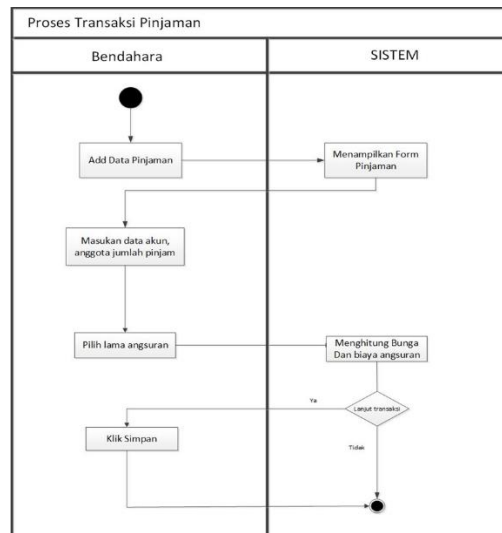 Proses Transaksi Pinjaman
Bendahara
SISTEM
Add Data Pinjaman
Menampilkan Form
Pinjaman
Masukan data akun,
anggota jumlah pinjam
Pilih lama angsuran
Menghitung Bunga
Dan biaya angsuran
Lanjut transaksi
Ya
Klik Simpan
Tidak